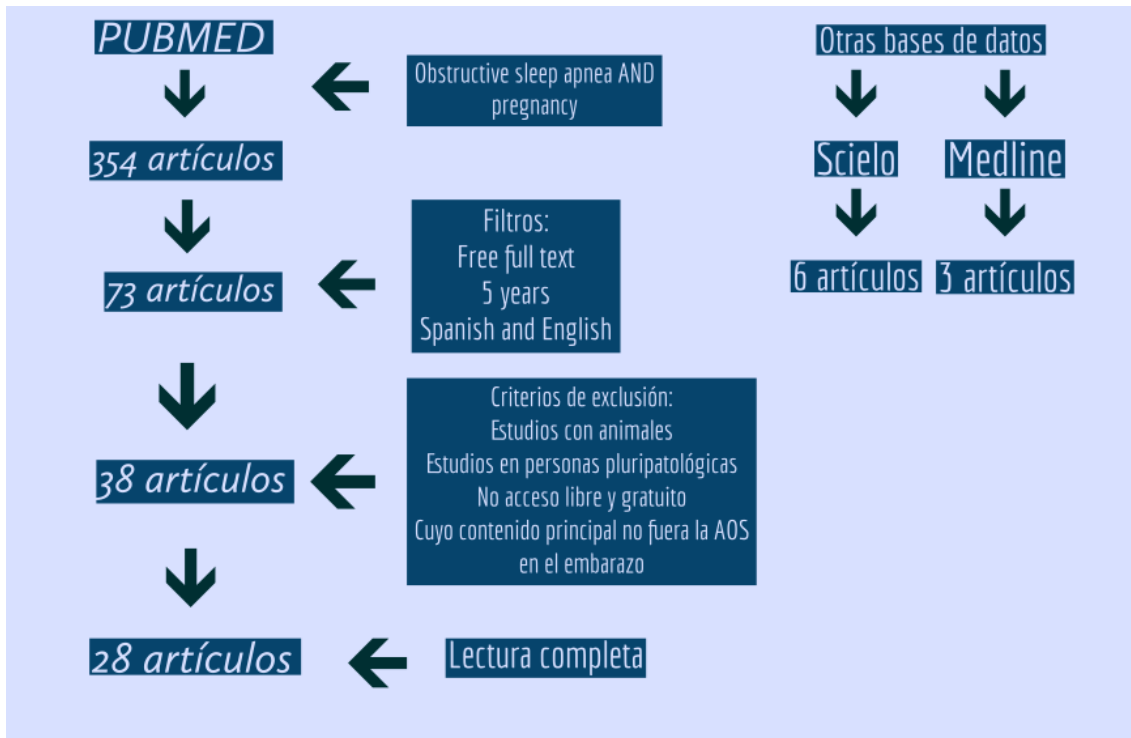 PUBMED
Obstructive sleep apnea AND
pregnancy
354 artículos
Filtros:
Free full text
5 years
Spanish and English
73 artículos
Criterios de exclusión:
Estudios con animales
Estudios en personas pluripatológicas
No acceso libre y gratuito
Cuyo contenido principal no fuera la AOS
en el embarazo
38 artículos
Lectura completa
28 artículos
Otras bases de datos
Scielo
Medline
6 artículos
3 artículos